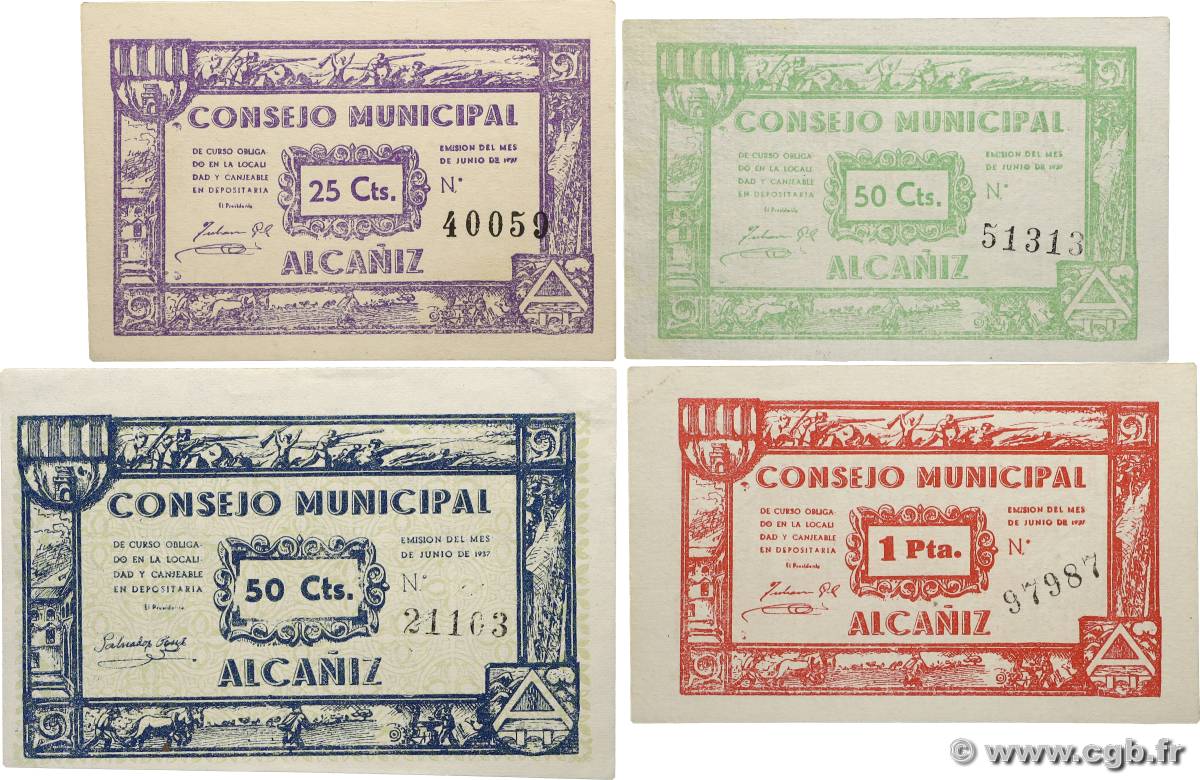 CONSEJO MUNICIPAL
DE CURSO OBLIGA-
DO EN LA LOCALI-
DAD Y CANJEABLE
EN DEPOSITARIA
El Presidente
EMISION DEL MES
DE JUNIO DE 1937
25 Cts.
N.°
40059
ALCAÑIZ
A
CONSEJO MUNICIPAL
DE CURSO OBLIGA-
DO EN LA LOCALI-
DAD Y CANJEABLE
EN DEPOSITARIA
El Presidente
EMISION DEL MES
DE JUNIO DE 1937
50 Cts.
N.°
51313
ALCAÑIZ
A
CONSEJO MUNICIPAL
DE CURSO OBLIGA-
DO EN LA LOCALI-
DAD Y CANJEABLE
EN DEPOSITARIA
El Presidente
EMISION DEL MES
DE JUNIO DE 1937
50 Cts.
N.°
21103
Salvador
ALCAÑIZ
A
CONSEJO MUNICIPAL
DE CURSO OBLIGA-
DO EN LA LOCALI-
DAD Y CANJEABLE
EN DEPOSITARIA
El Presidente
EMISION DEL MES
DE JUNIO DE 1937
1 Pta.
N.°
97987
ALCAÑIZ
A
© www.cgb.fr